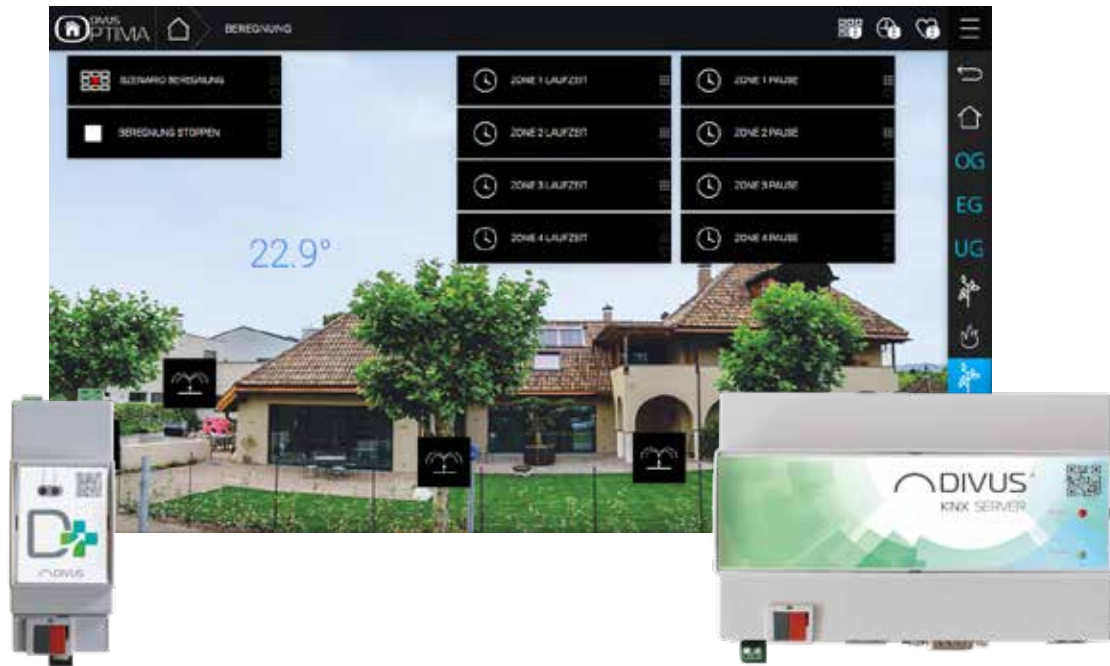 DIVUS
OPTIMA
BEREGNUNG
SZENARIO BEREGNUNG
BEREGNUNG STOPPEN
ZONE 1 LAUFZEIT
ZONE 1 PAUSE
ZONE 2 LAUFZEIT
ZONE 2 PAUSE
ZONE 3 LAUFZEIT
ZONE 3 PAUSE
ZONE 4 LAUFZEIT
ZONE 4 PAUSE
OG
EG
UG
22.9°
D+
DIVUS
DIVUS
KNX SERVER